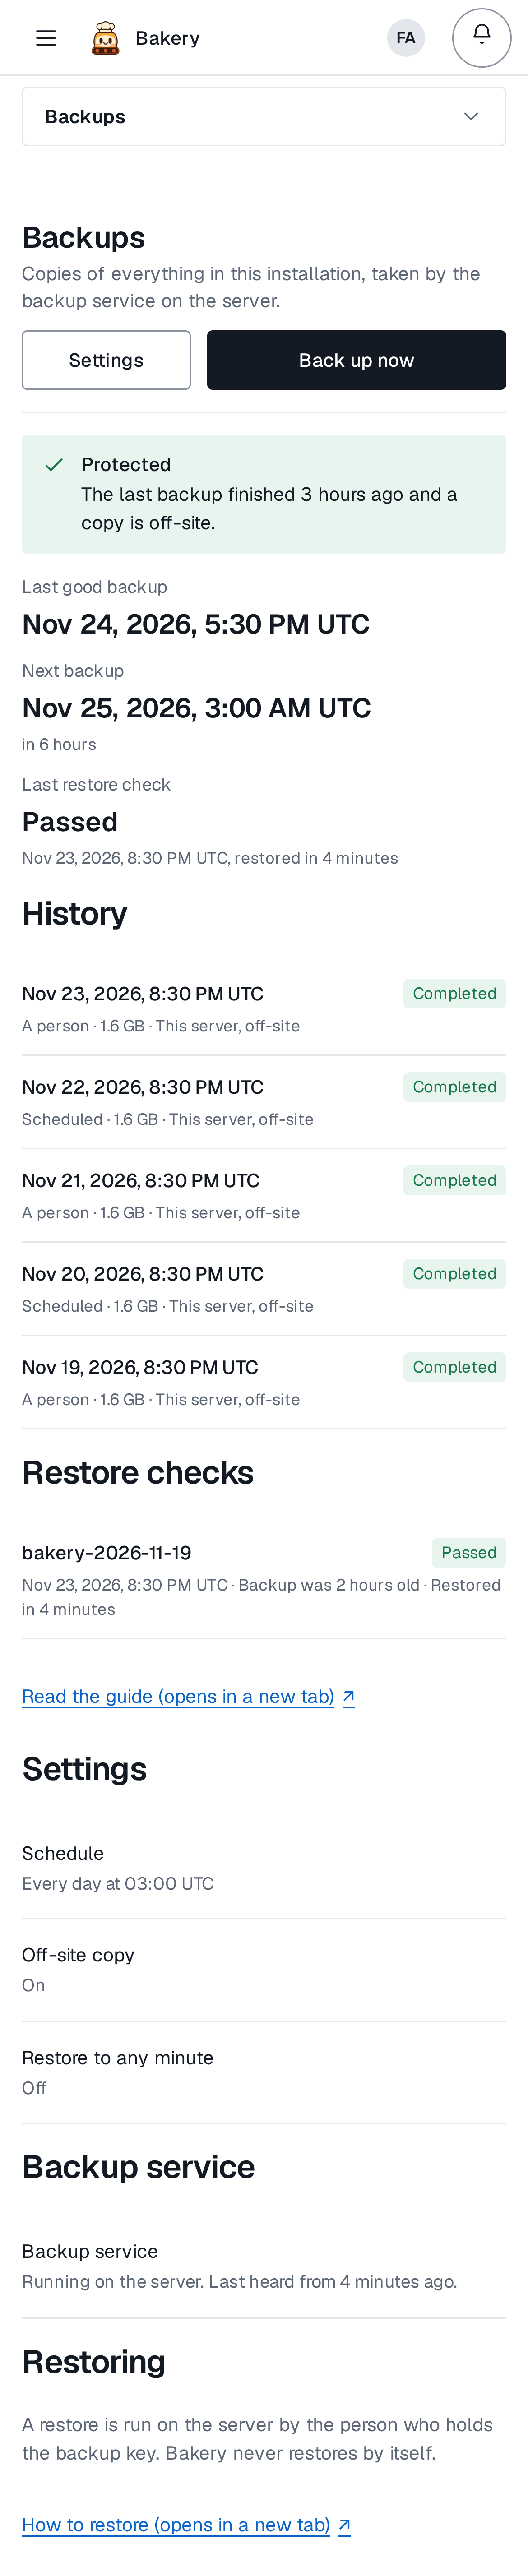 Bakery
FA
Backups
Backups
Copies of everything in this installation, taken by the
backup service on the server.
Settings
Back up now
Protected
The last backup finished 3 hours ago and a
copy is off-site.
Last good backup
Nov 24, 2026, 5:30 PM UTC
Next backup
Nov 25, 2026, 3:00 AM UTC
in 6 hours
Last restore check
Passed
Nov 23, 2026, 8:30 PM UTC, restored in 4 minutes
History
Nov 23, 2026, 8:30 PM UTC
Completed
A person · 1.6 GB · This server, off-site
Nov 22, 2026, 8:30 PM UTC
Completed
Scheduled · 1.6 GB · This server, off-site
Nov 21, 2026, 8:30 PM UTC
Completed
A person · 1.6 GB · This server, off-site
Nov 20, 2026, 8:30 PM UTC
Completed
Scheduled · 1.6 GB · This server, off-site
Nov 19, 2026, 8:30 PM UTC
Completed
A person · 1.6 GB · This server, off-site
Restore checks
bakery-2026-11-19
Passed
Nov 23, 2026, 8:30 PM UTC · Backup was 2 hours old · Restored
in 4 minutes
Read the guide (opens in a new tab)
Settings
Schedule
Every day at 03:00 UTC
Off-site copy
On
Restore to any minute
Off
Backup service
Backup service
Running on the server. Last heard from 4 minutes ago.
Restoring
A restore is run on the server by the person who holds
the backup key. Bakery never restores by itself.
How to restore (opens in a new tab)